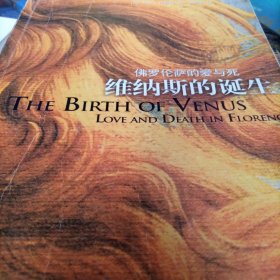 佛罗伦萨的爱与死
维纳斯的诞生
THE BIRTH OF VENUS
LOVE AND DEATH IN FLORENC